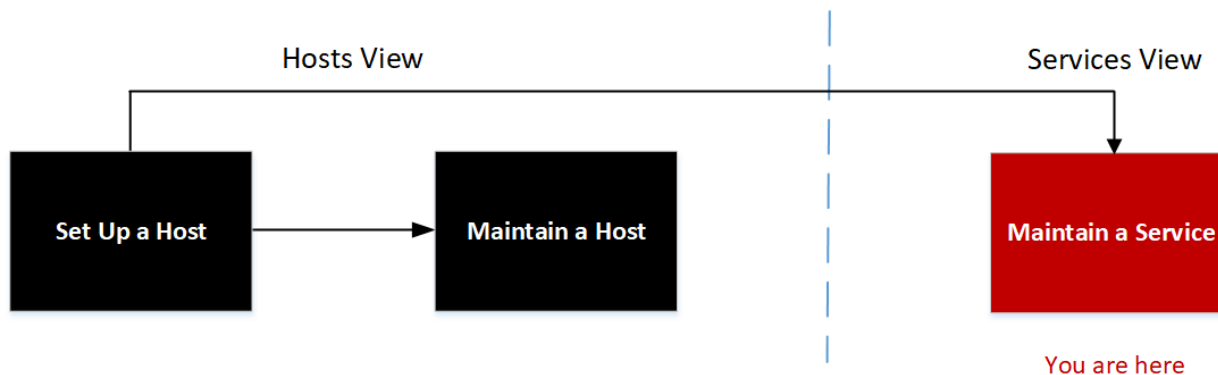 Hosts View
Services View
Set Up a Host
Maintain a Host
Maintain a Service
You are here